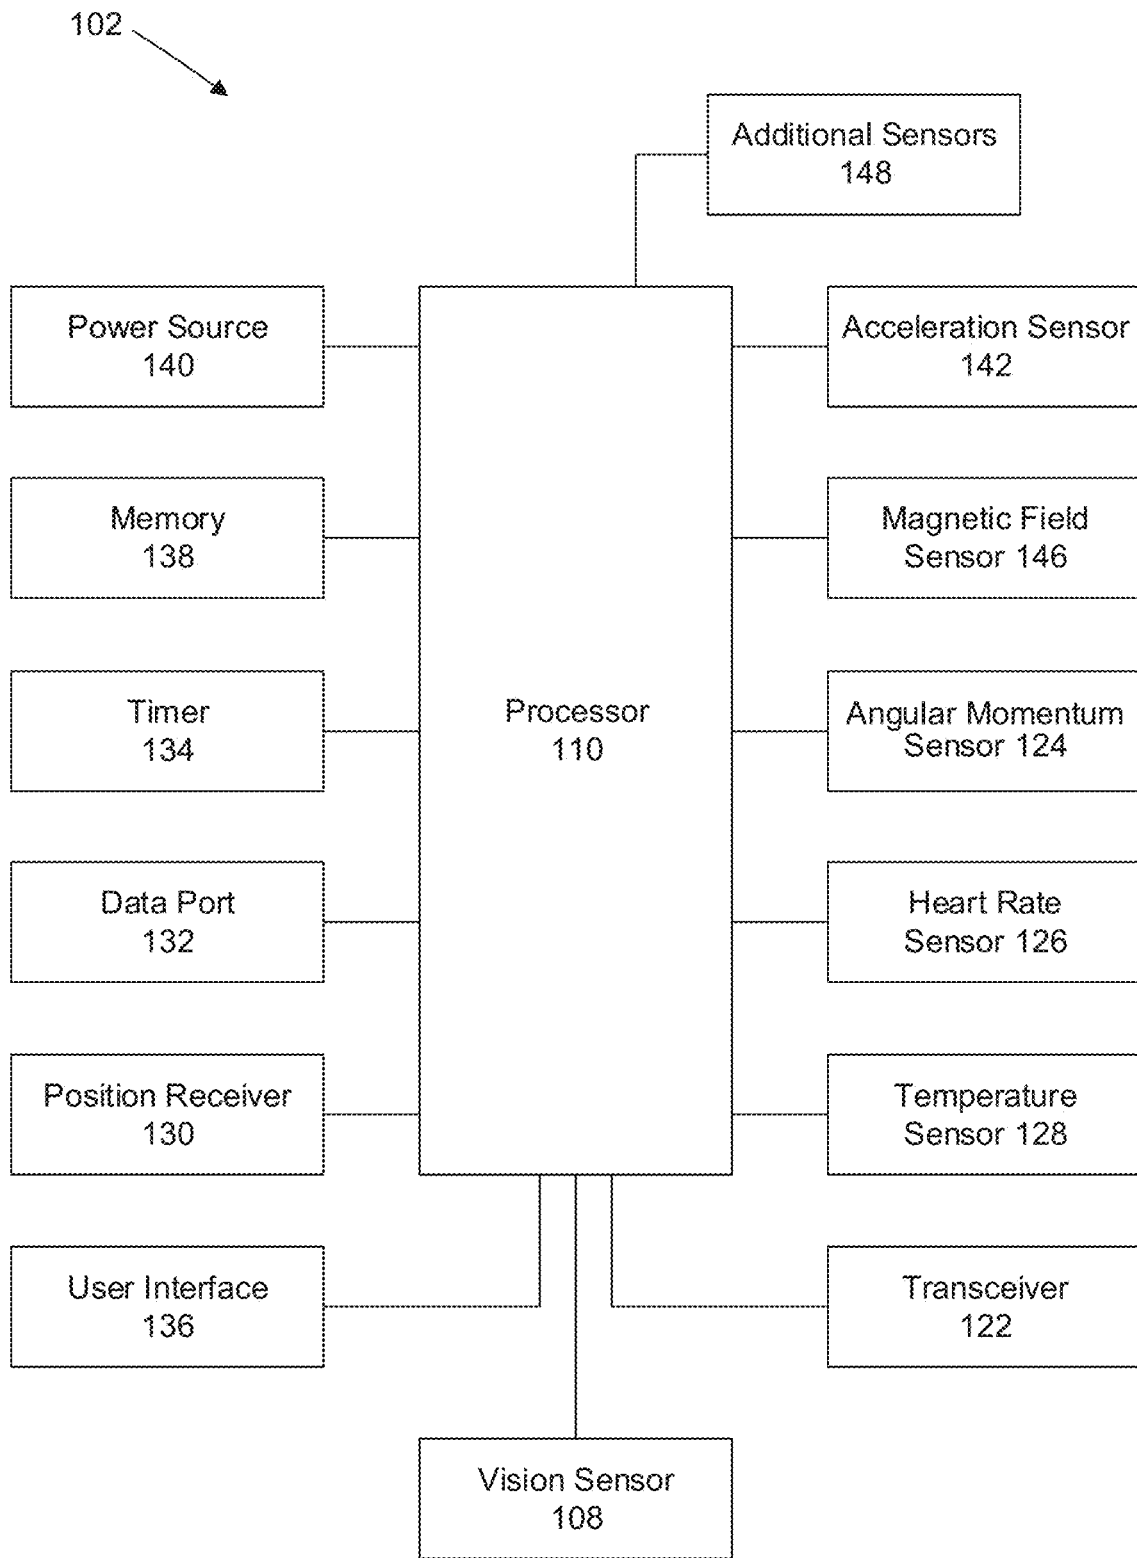 102
Additional Sensors
148
Power Source
140
Acceleration Sensor
142
Memory
138
Magnetic Field
Sensor 146
Timer
134
Processor
110
Angular Momentum
Sensor 124
Data Port
132
Heart Rate
Sensor 126
Position Receiver
130
Temperature
Sensor 128
User Interface
136
Transceiver
122
Vision Sensor
108